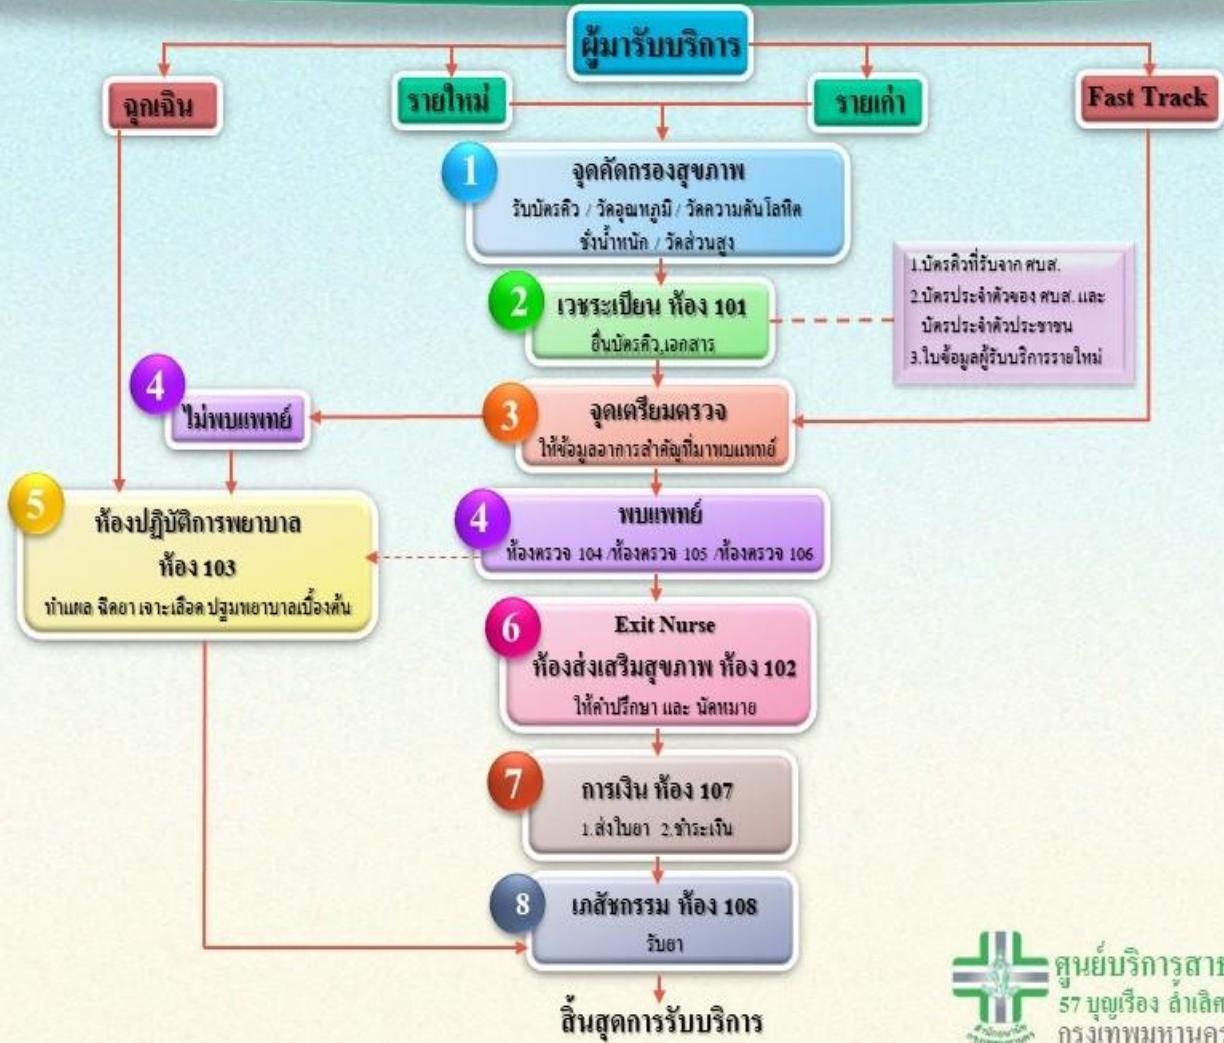 ผู้มารับบริการ
ฉุกเฉิน
รายใหม่
รายเก่า
Fast Track
1
จุดคัดกรองสุขภาพ
รับบัตรคิว / วัดอุณหภูมิ / วัดความดันโลหิต
ชั่งน้ำหนัก / วัดส่วนสูง
2
เวชระเบียน ห้อง 101
ยื่นบัตรคิว,เอกสาร
1.บัตรคิวที่รับจาก ศบส.
2.บัตรประจำตัวของ ศบส. และ
บัตรประจำตัวประชาชน
3.ใบข้อมูลผู้รับบริการรายใหม่
4
ไม่พบแพทย์
3
จุดเตรียมตรวจ
ให้ข้อมูลอาการสำคัญที่มาพบแพทย์
5
ห้องปฏิบัติการพยาบาล
ห้อง 103
ทำแผล ฉีดยา เจาะเลือด ปฐมพยาบาลเบื้องต้น
4
พบแพทย์
ห้องตรวจ 104 /ห้องตรวจ 105 /ห้องตรวจ 106
6
Exit Nurse
ห้องส่งเสริมสุขภาพ ห้อง 102
ให้คำปรึกษา และ นัดหมาย
7
การเงิน ห้อง 107
1.ส่งใบยา 2.ชำระเงิน
8
เภสัชกรรม ห้อง 108
รับยา
สิ้นสุดการรับบริการ
ศูนย์บริการสาธ
57 บุญเรือง ล้ำเลิศ
กรุงเทพมหานคร